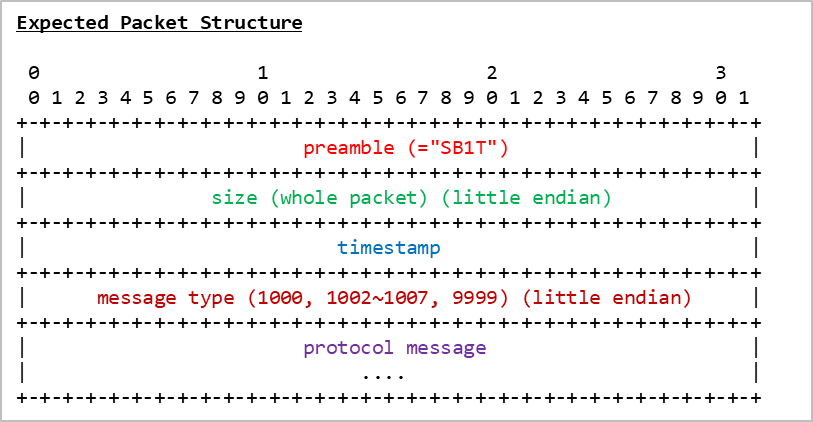 Expected Packet Structure
 0                   1                   2                   3
 0 1 2 3 4 5 6 7 8 9 0 1 2 3 4 5 6 7 8 9 0 1 2 3 4 5 6 7 8 9 0 1
+-+-+-+-+-+-+-+-+-+-+-+-+-+-+-+-+-+-+-+-+-+-+-+-+-+-+-+-+-+-+-+-+
|                        preamble (="SB1T")                     |
+-+-+-+-+-+-+-+-+-+-+-+-+-+-+-+-+-+-+-+-+-+-+-+-+-+-+-+-+-+-+-+-+
|                size (whole packet) (little endian)            |
+-+-+-+-+-+-+-+-+-+-+-+-+-+-+-+-+-+-+-+-+-+-+-+-+-+-+-+-+-+-+-+-+
|                           timestamp                           |
+-+-+-+-+-+-+-+-+-+-+-+-+-+-+-+-+-+-+-+-+-+-+-+-+-+-+-+-+-+-+-+-+
|      message type (1000, 1002~1007, 9999) (little endian)     |
+-+-+-+-+-+-+-+-+-+-+-+-+-+-+-+-+-+-+-+-+-+-+-+-+-+-+-+-+-+-+-+-+
|                        protocol message                       |
|                             ....                              |
+-+-+-+-+-+-+-+-+-+-+-+-+-+-+-+-+-+-+-+-+-+-+-+-+-+-+-+-+-+-+-+-+